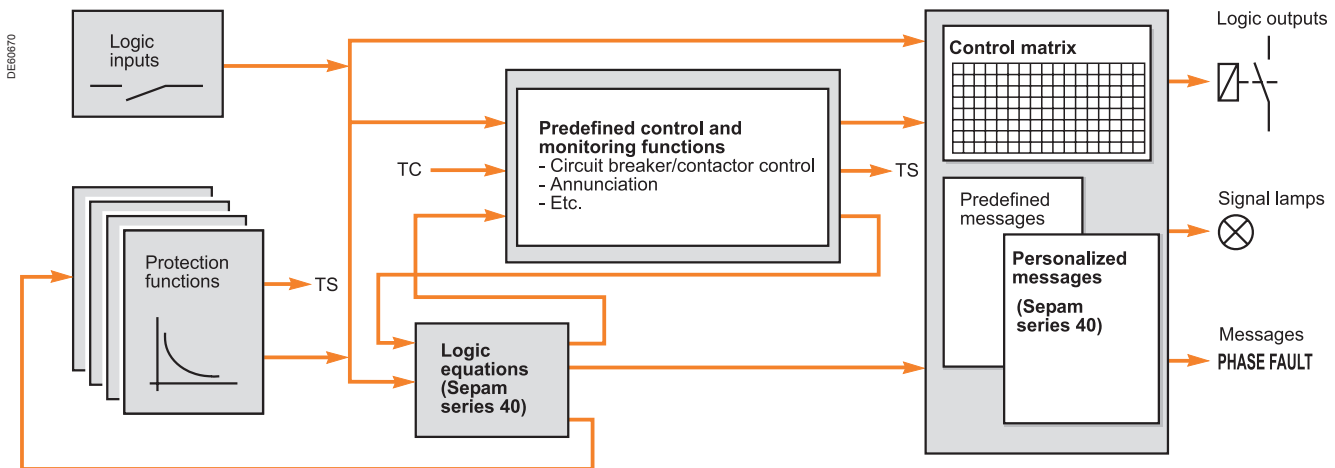 DE60670
Logic
inputs
Protection
functions
TS
TC
Predefined control and
monitoring functions
- Circuit breaker/contactor control
- Annunciation
- Etc.
TS
Logic
equations
(Sepam
series 40)
Control matrix
Predefined
messages
Personalized
messages
(Sepam
series 40)
Logic outputs
Signal lamps
Messages
PHASE FAULT